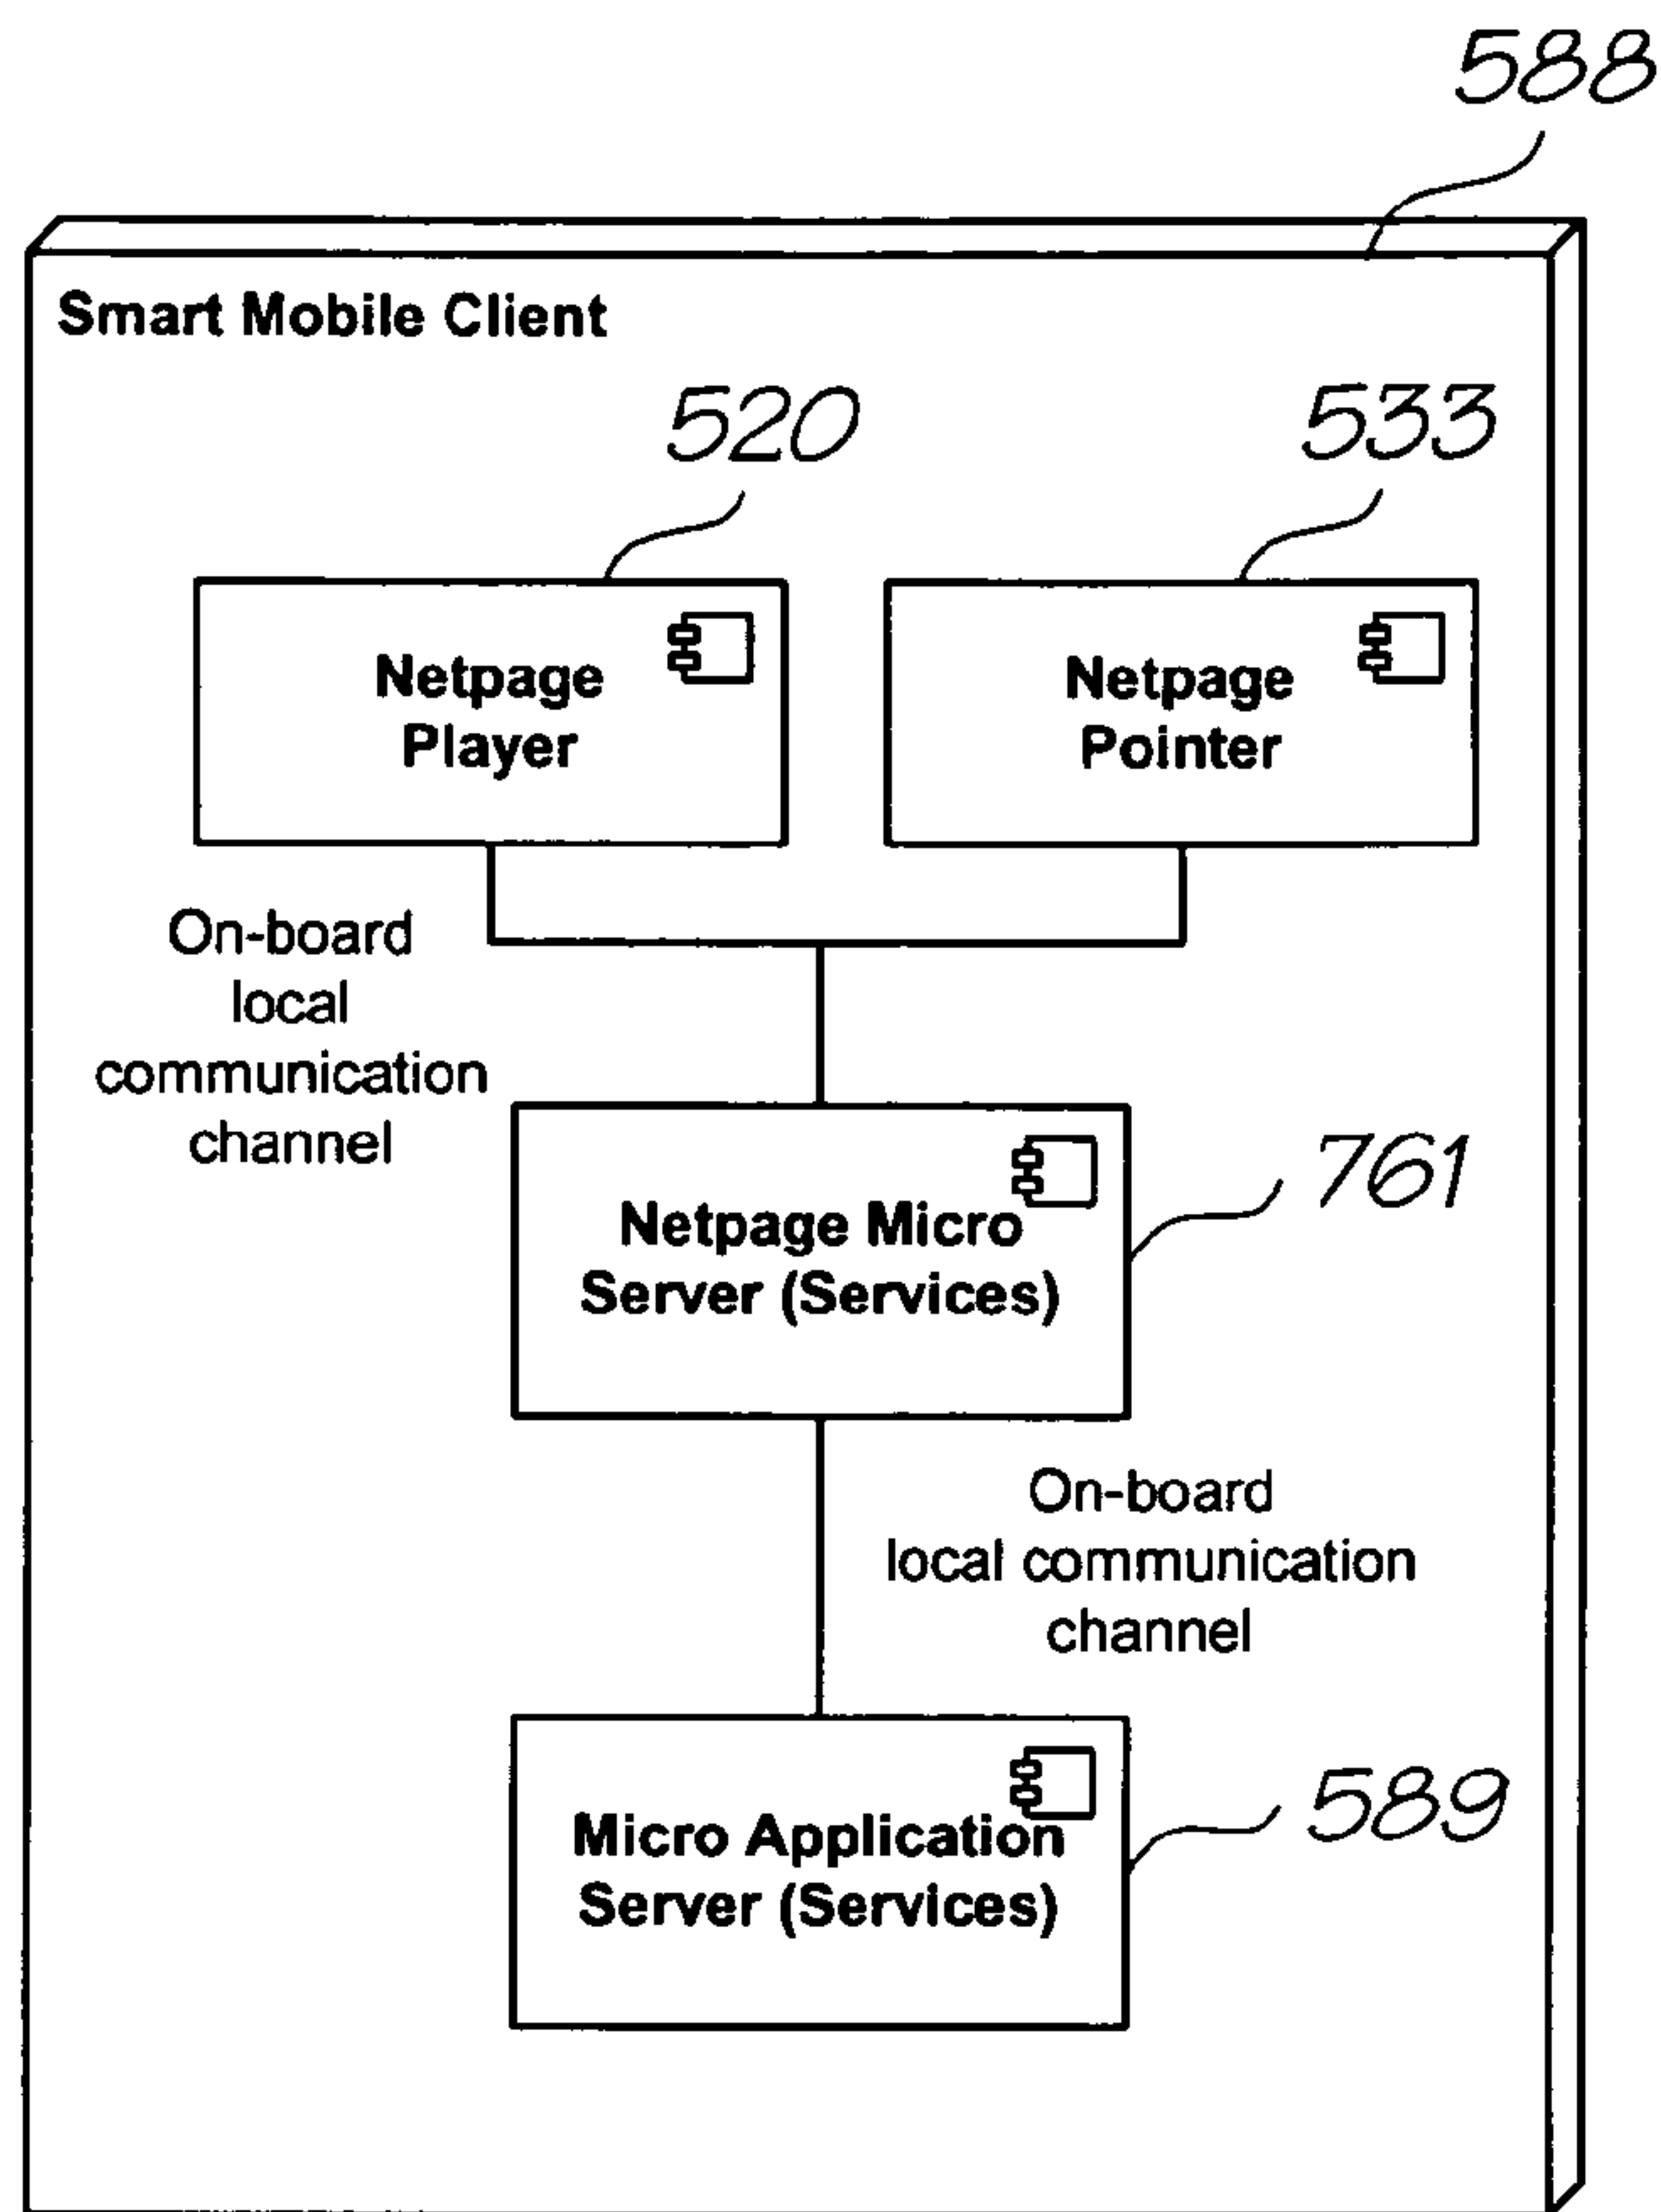 588
Smart Mobile Client
520
533
Netpage
Player
Netpage
Pointer
On-board
local
communication
channel
Netpage Micro
Server (Services)
761
On-board
local communication
channel
Micro Application
Server (Services)
589